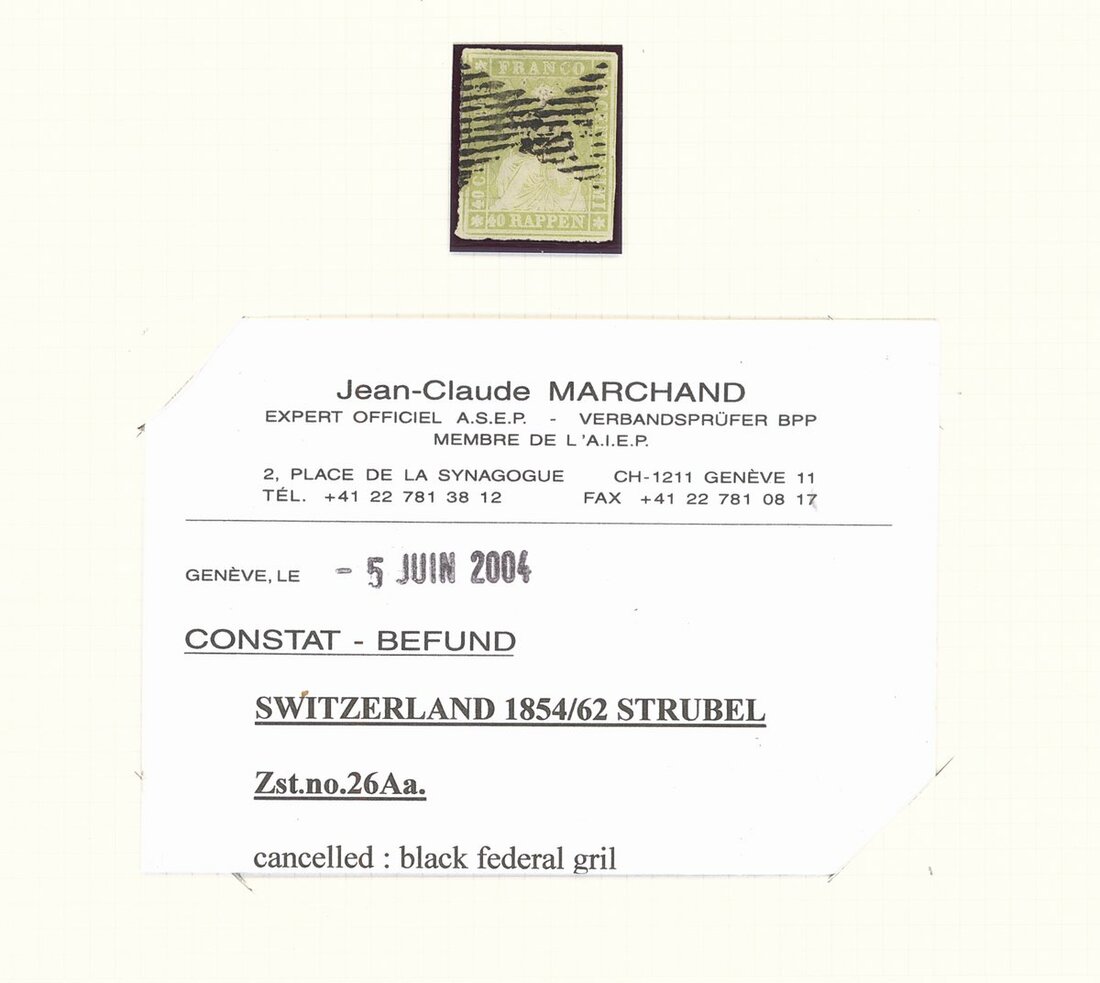 FRANCO
40 C
MI
40 RAPPEN
Jean-Claude MARCHAND
EXPERT OFFICIEL A.S.E.P. - VERBANDSPRÜFER BPP
MEMBRE DE L'A.I.E.P.
2, PLACE DE LA SYNAGOGUE CH-1211 GENÈVE 11
TÉL. +41 22 781 38 12 FAX +41 22 781 08 17
GENÈVE, LE - 5 JUIN 2004
CONSTAT - BEFUND
SWITZERLAND 1854/62 STRUBEL
Zst.no.26Aa.
cancelled : black federal gril